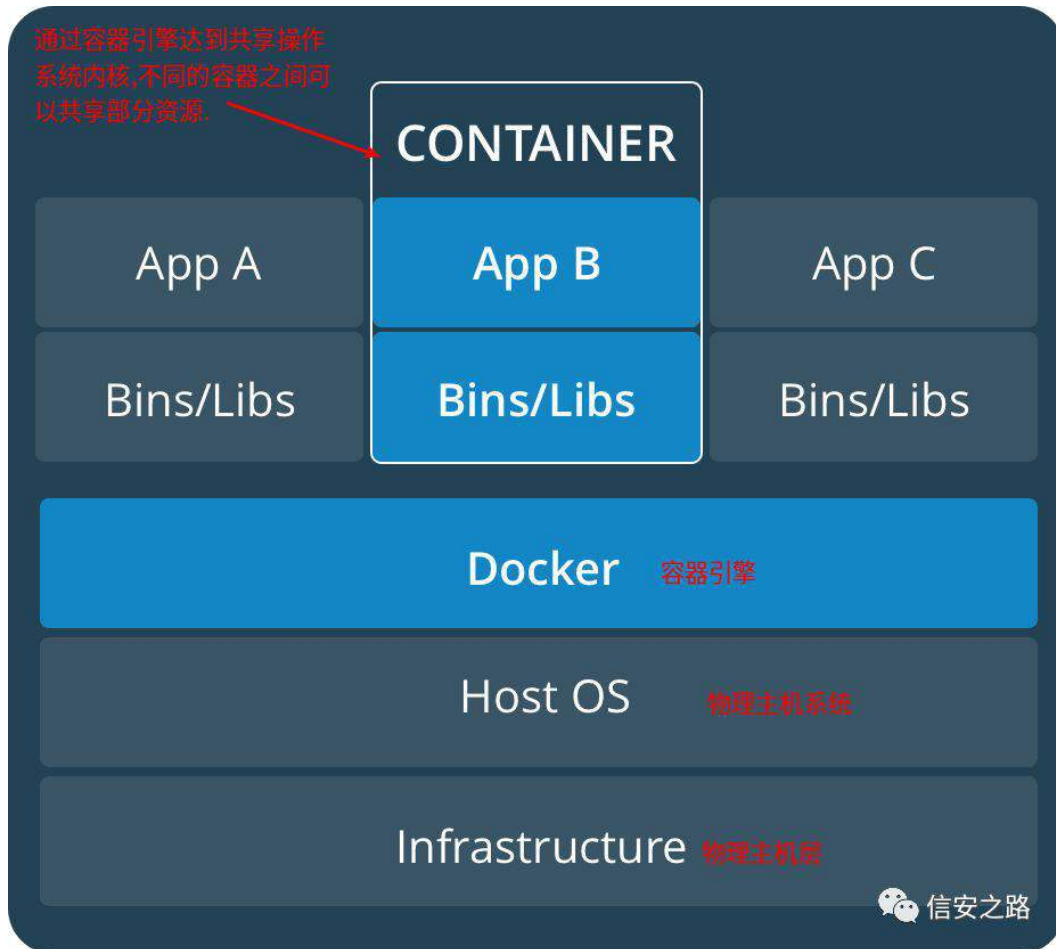 通过容器引擎达到共享操作
系统内核,不同的容器之间可
以共享部分资源.
CONTAINER
App A
App B
App C
Bins/Libs
Bins/Libs
Bins/Libs
Docker
容器引擎
Host OS
物理主机系统
Infrastructure
物理主机层
信安之路